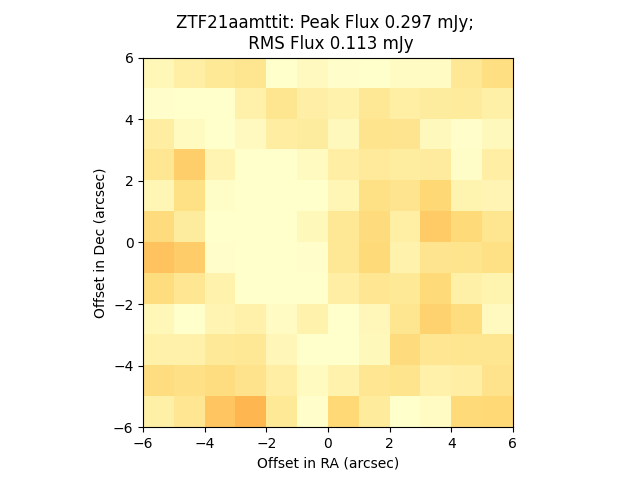 ZTF21aamttit: Peak Flux 0.297 mJy;
RMS Flux 0.113 mJy
6
4
2
0
−2
−4
−6
Offset in Dec (arcsec)
−6 −4 −2 0 2 4 6
Offset in RA (arcsec)